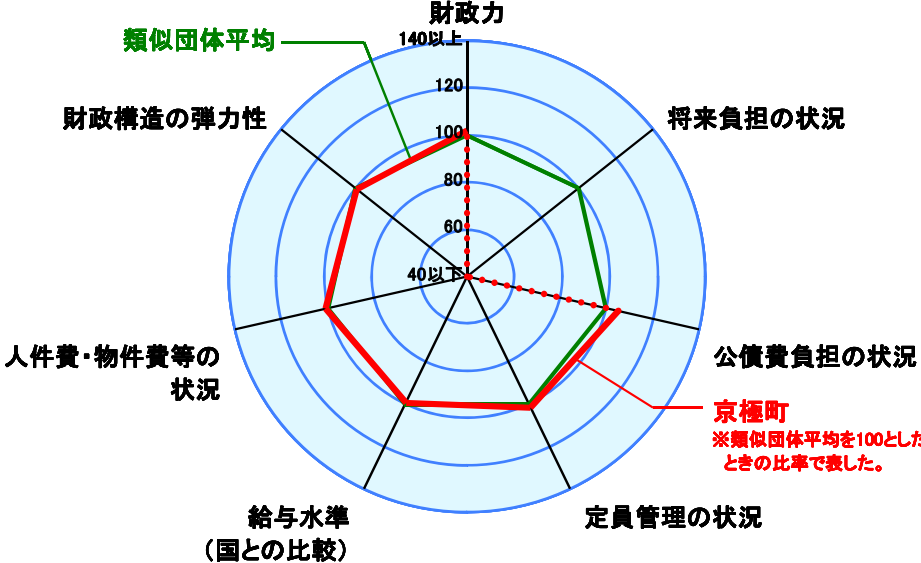 財政力
類似団体平均
140以上
120
100
80
60
40以下
財政構造の弾力性
将来負担の状況
人件費・物件費等の
状況
公債費負担の状況
京極町
※類似団体平均を100とした
ときの比率で表した。
給与水準
（国との比較）
定員管理の状況